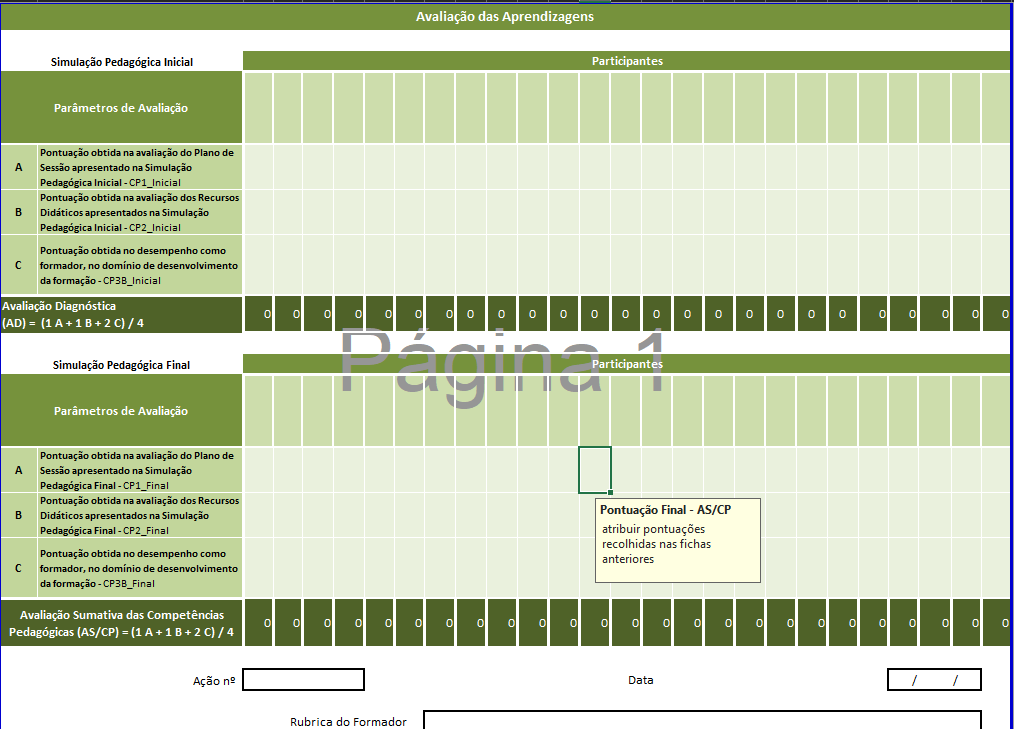 Avaliação das Aprendizagens
Simulação Pedagógica Inicial
Participantes
Parâmetros de Avaliação
A
Pontuação obtida na avaliação do Plano de
Sessão apresentado na Simulação
Pedagógica Inicial - CP1_Inicial
B
Pontuação obtida na avaliação dos Recursos
Didáticos apresentados na Simulação
Pedagógica Inicial - CP2_Inicial
C
Pontuação obtida no desempenho como
formador, no domínio de desenvolvimento
da formação - CP3B_Inicial
Avaliação Diagnóstica
(AD) = (1 A + 1 B + 2 C) / 4
0 0 0 0 0 0 0 0 0 0 0 0 0 0 0 0 0 0 0 0 0 0 0 0 0
Página 1
Simulação Pedagógica Final
Participantes
Parâmetros de Avaliação
A
Pontuação obtida na avaliação do Plano de
Sessão apresentado na Simulação
Pedagógica Final - CP1_Final
B
Pontuação obtida na avaliação dos Recursos
Didáticos apresentados na Simulação
Pedagógica Final - CP2_Final
C
Pontuação obtida no desempenho como
formador, no domínio de desenvolvimento
da formação - CP3B_Final
Pontuação Final - AS/CP
atribuir pontuações
recolhidas nas fichas
anteriores
Avaliação Sumativa das Competências
Pedagógicas (AS/CP) = (1 A + 1 B + 2 C) / 4
0 0 0 0 0 0 0 0 0 0 0 0 0 0 0 0 0 0 0 0 0 0 0 0 0
Ação nº
Data
/ /
Rubrica do Formador